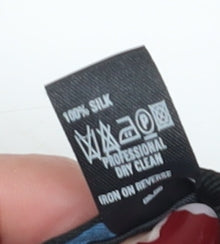 100% SILK
P
PROFESSIONAL
DRY CLEAN
IRON ON REVERSE